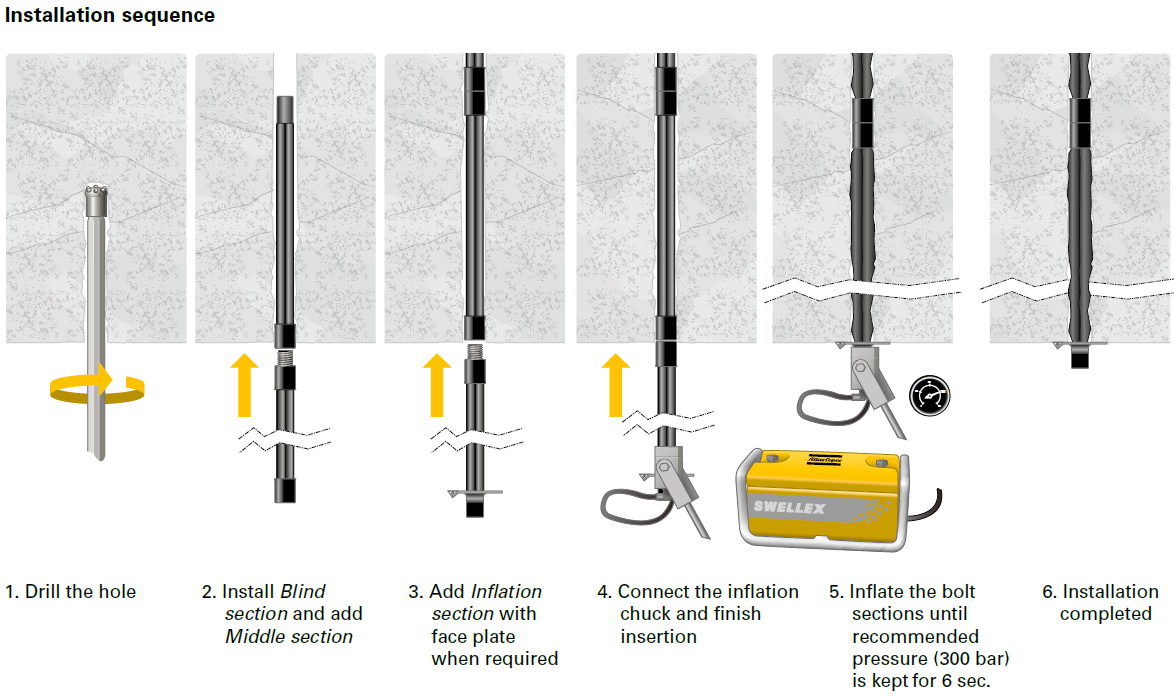 Installation sequence
Atlas Copco
SWELLEX
1. Drill the hole
2. Install Blind
section and add
Middle section
3. Add Inflation
section with
face plate
when required
4. Connect the inflation
chuck and finish
insertion
5. Inflate the bolt
sections until
recommended
pressure (300 bar)
is kept for 6 sec.
6. Installation
completed